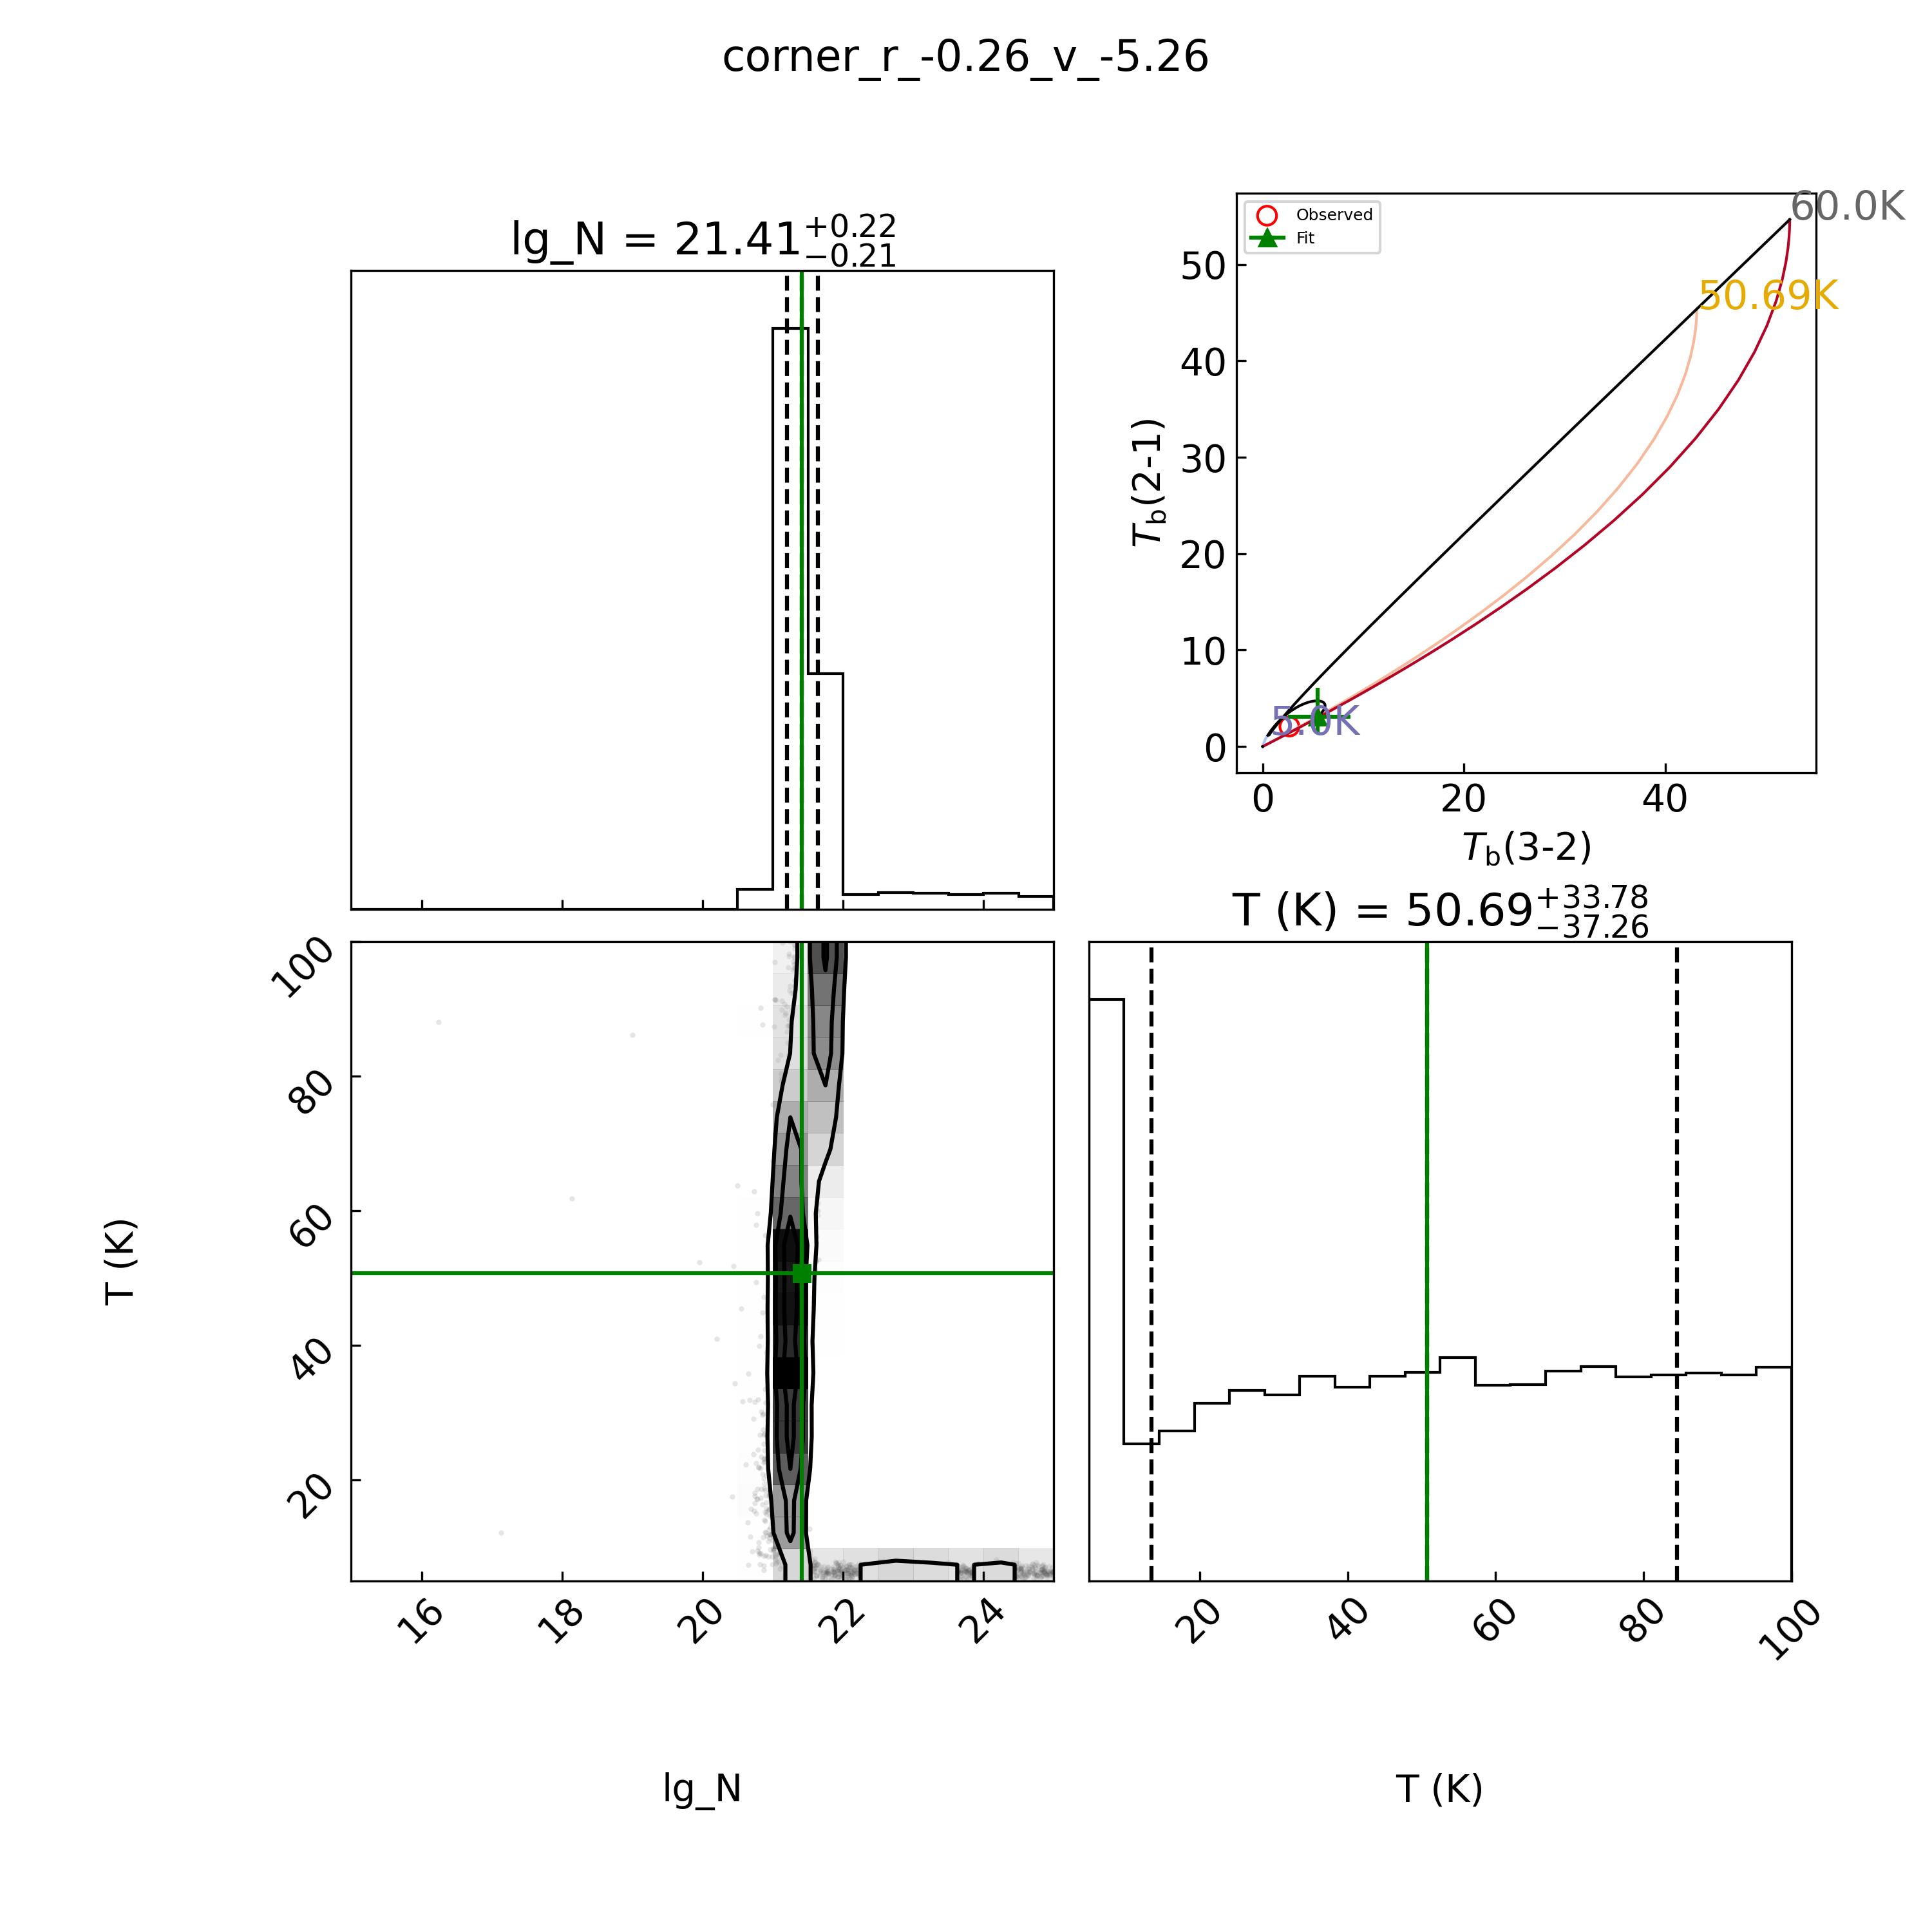 corner_r_-0.26_v_-5.26
lg_N = 21.41+0.22−0.21
Observed
Fit
60.0K
50.69K
5.0K
50
40
30
20
10
0
Tb(2-1)
0 20 40
Tb(3-2)
T (K) = 50.69+33.78−37.26
100
80
60
40
20
T (K)
16 18 20 22 24
20 40 60 80 100
lg_N
T (K)